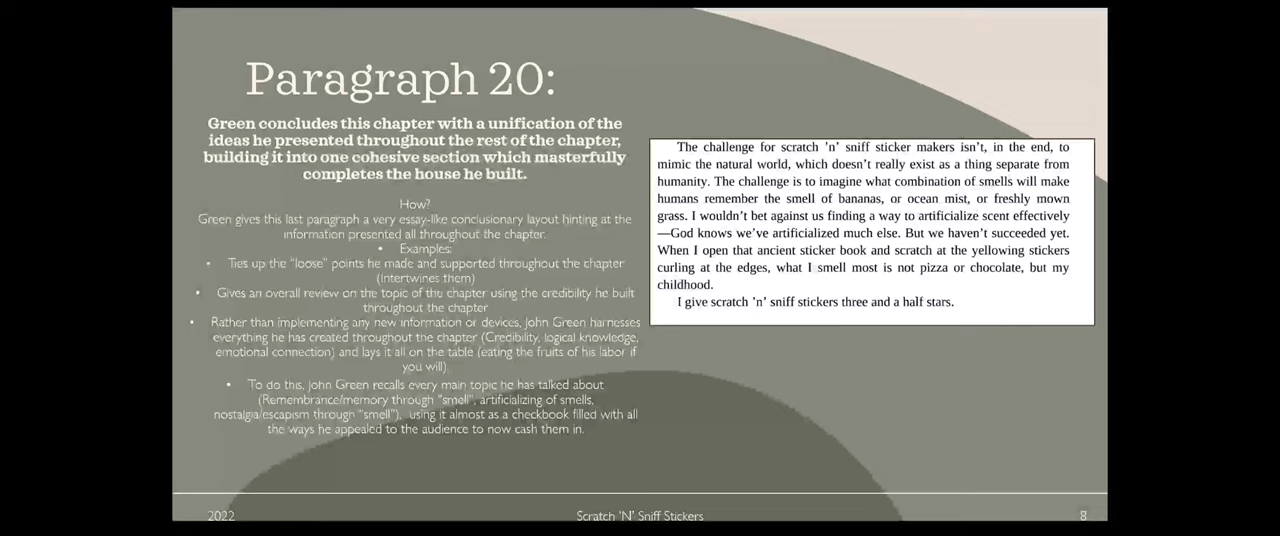 Paragraph 20:
Green concludes this chapter with a unification of the
ideas he presented throughout the rest of the chapter,
building it into one cohesive section which masterfully
completes the house he built.
How?
Green gives this last paragraph a very essay-like conclusionary layout hinting at the
information presented all throughout the chapter.
• Examples:
• Ties up the “loose” points he made and supported throughout the chapter
(Intertwines them)
• Gives an overall review on the topic of the chapter using the credibility he built
throughout the chapter
• Rather than implementing any new information or devices, John Green harnesses
everything he has created throughout the chapter (Credibility, logical knowledge,
emotional connection) and lays it all on the table (eating the fruits of his labor if
you will).
• To do this, John Green recalls every main topic he has talked about
(Remembrance/memory through “smell”, artificializing of smells,
nostalgia/escapism through “smell”), using it almost as a checkbook filled with all
the ways he appealed to the audience to now cash them in.
The challenge for scratch ’n’ sniff sticker makers isn’t, in the end, to
mimic the natural world, which doesn’t really exist as a thing separate from
humanity. The challenge is to imagine what combination of smells will make
humans remember the smell of bananas, or ocean mist, or freshly mown
grass. I wouldn’t bet against us finding a way to artificialize scent effectively
—God knows we’ve artificialized much else. But we haven’t succeeded yet.
When I open that ancient sticker book and scratch at the yellowing stickers
curling at the edges, what I smell most is not pizza or chocolate, but my
childhood.
I give scratch ’n’ sniff stickers three and a half stars.
2022
Scratch ‘N’ Sniff Stickers
8